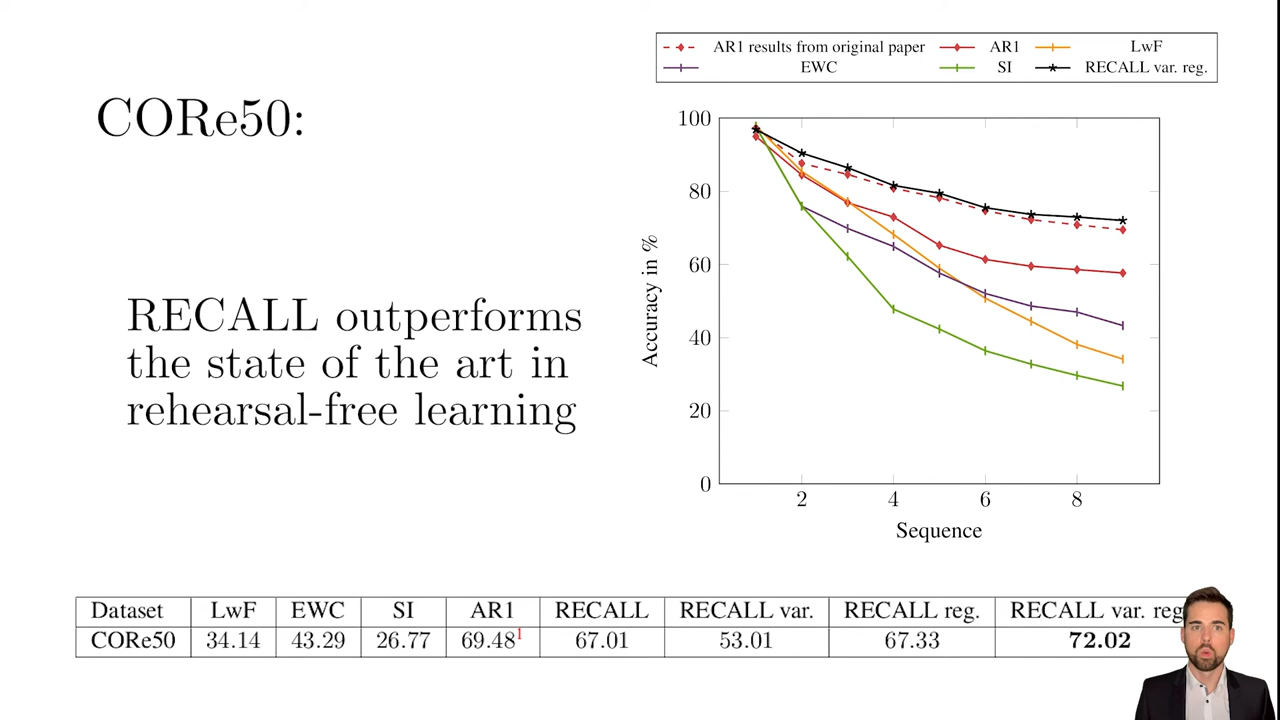 AR1 results from original paper AR1 LwF
EWC SI RECALL var. reg.
CORe50:
RECALL outperforms
the state of the art in
rehearsal-free learning
100
80
60
40
20
0
Accuracy in %
2 4 6 8
Sequence
Dataset LwF EWC SI AR1 RECALL RECALL var. RECALL reg. RECALL var. reg
CORe50 34.14 43.29 26.77 69.48¹ 67.01 53.01 67.33 72.02